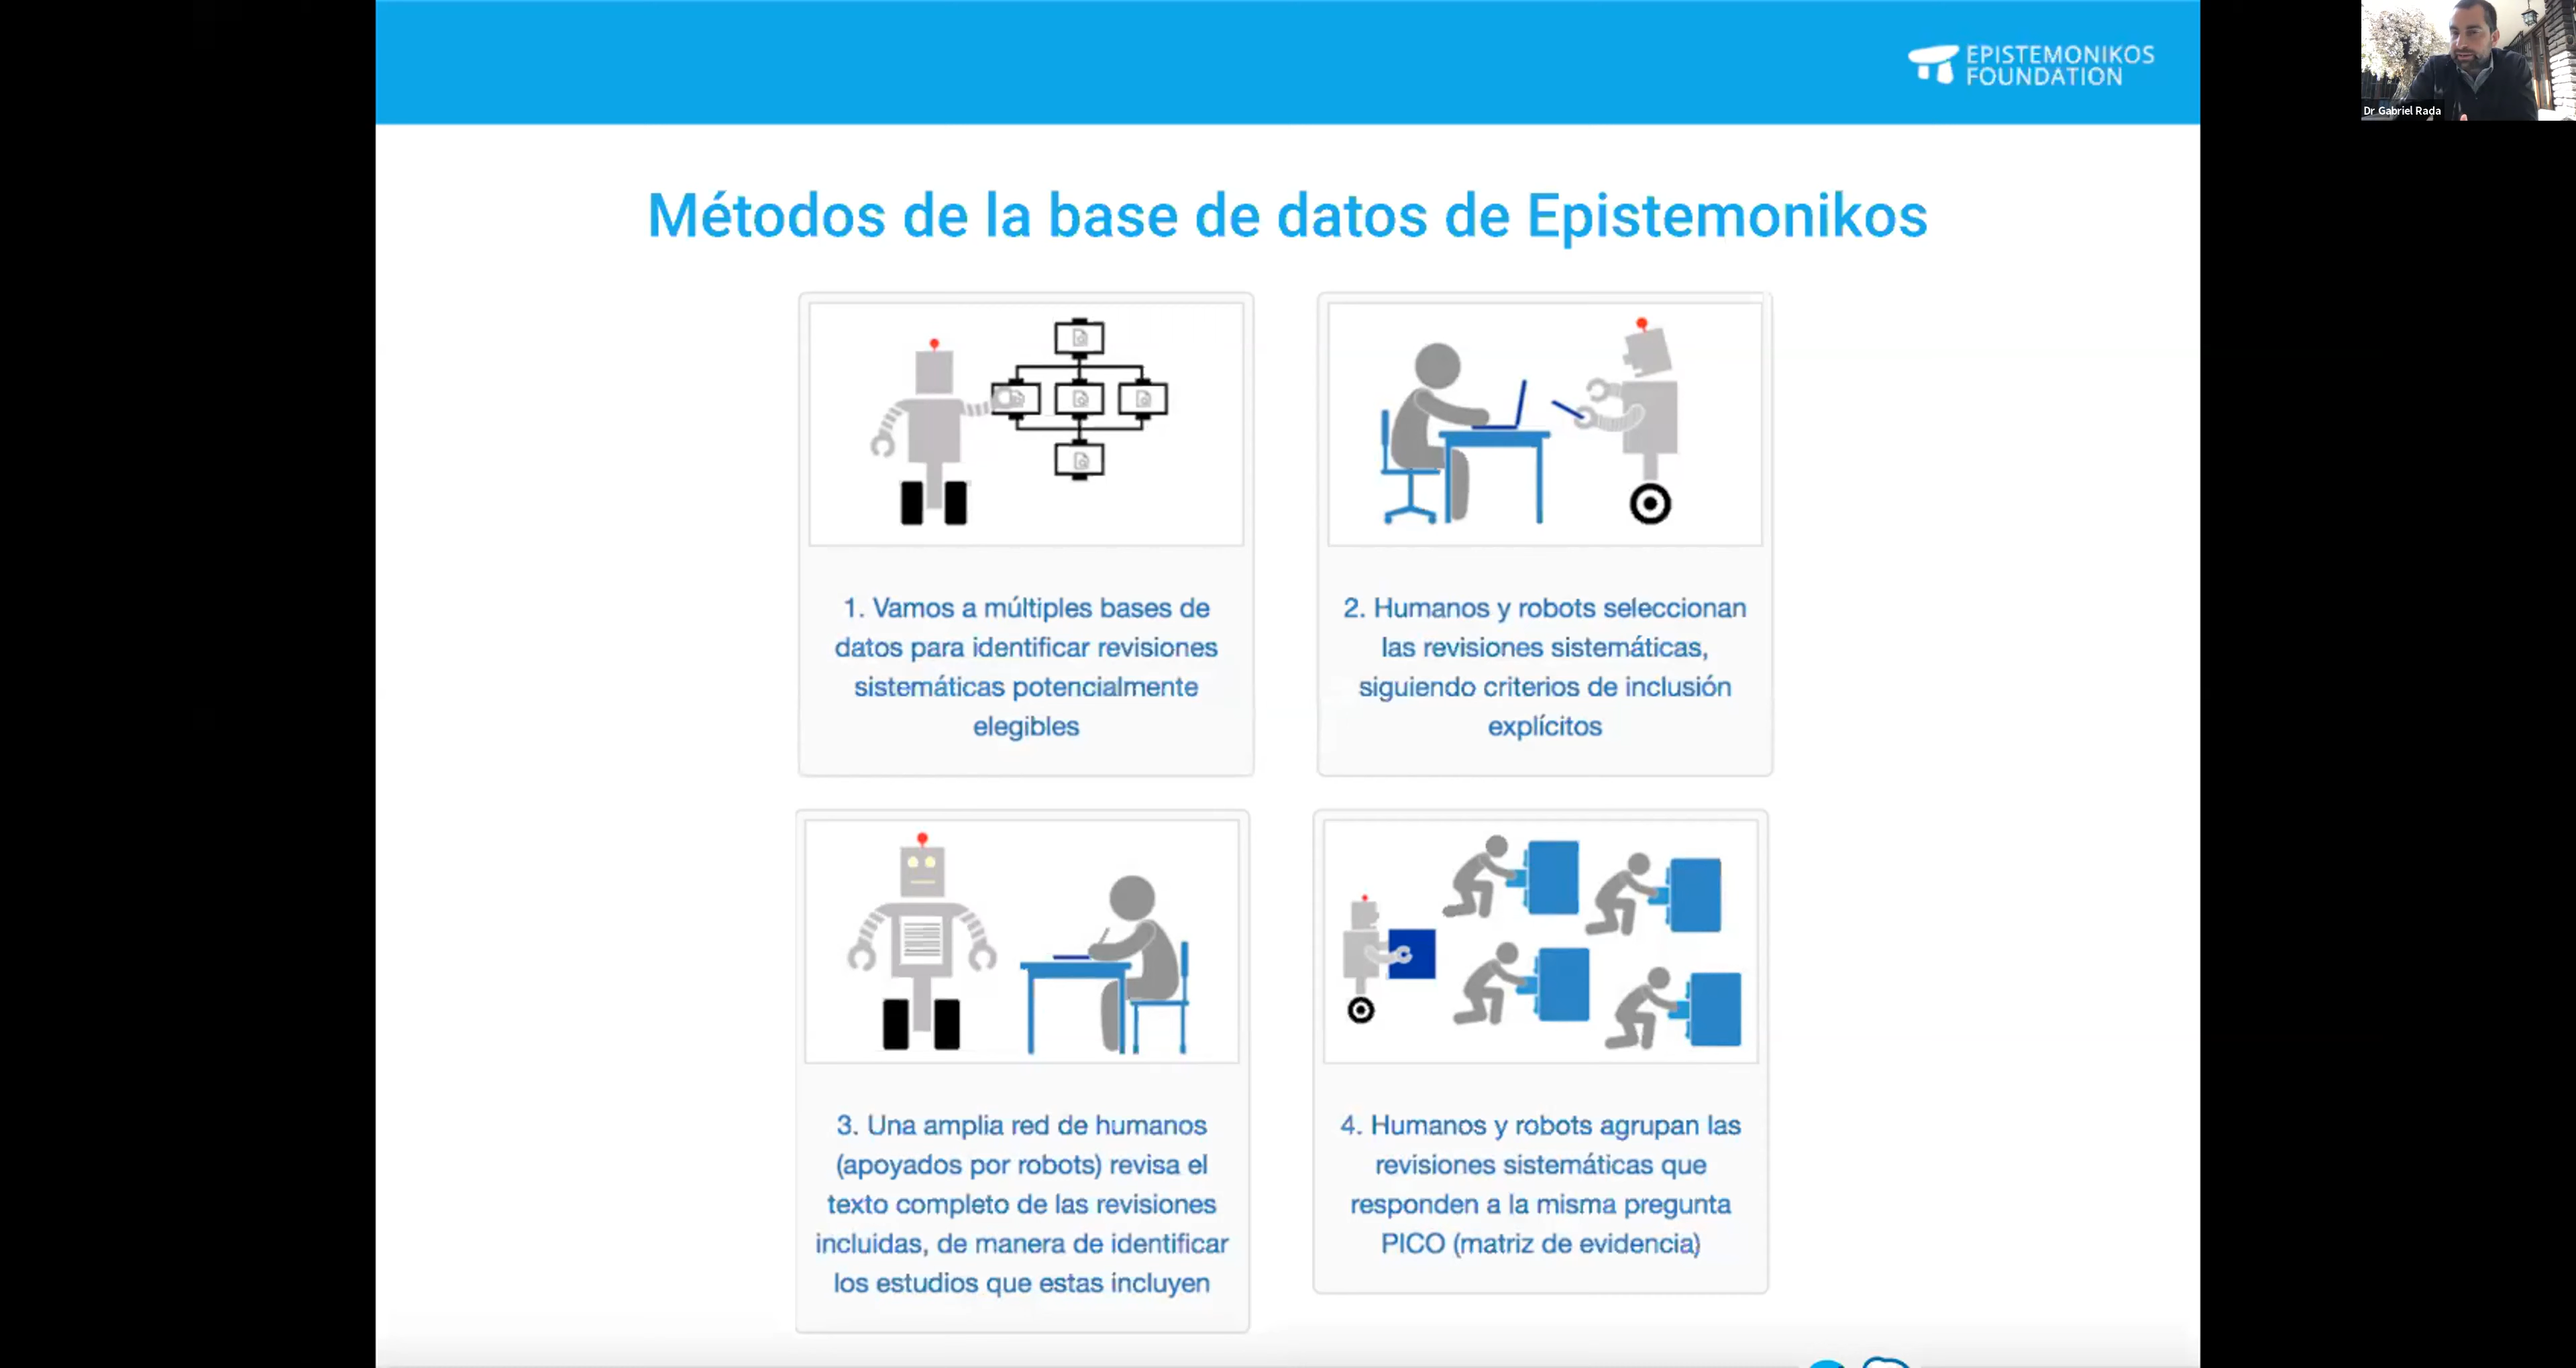 EPISTEMONIKOS
FOUNDATION
Dr Gabriel Rada
Métodos de la base de datos de Epistemonikos
1. Vamos a múltiples bases de
datos para identificar revisiones
sistemáticas potencialmente
elegibles
2. Humanos y robots seleccionan
las revisiones sistemáticas,
siguiendo criterios de inclusión
explícitos
3. Una amplia red de humanos
(apoyados por robots) revisa el
texto completo de las revisiones
incluidas, de manera de identificar
los estudios que estas incluyen
4. Humanos y robots agrupan las
revisiones sistemáticas que
responden a la misma pregunta
PICO (matriz de evidencia)